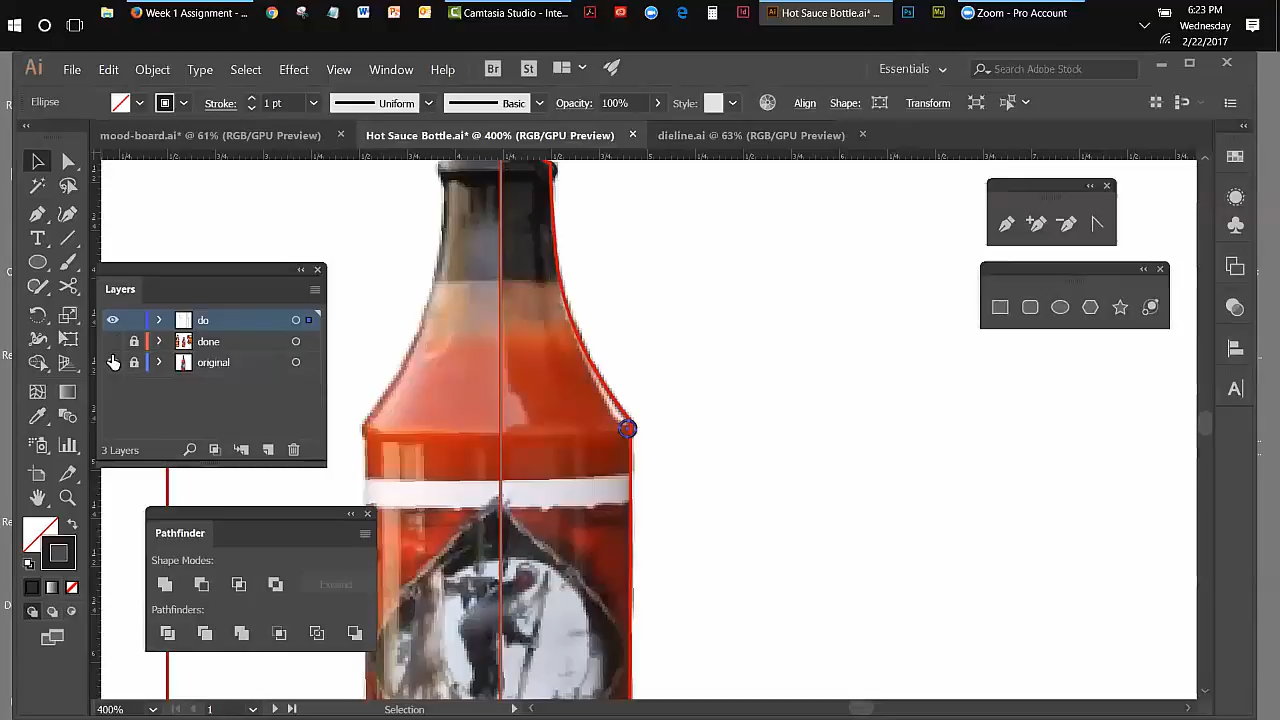 Week 1 Assignment - ...
Camtasia Studio - Inte...
Hot Sauce Bottle.ai* ...
Zoom - Pro Account
6:23 PM
Wednesday
2/22/2017
Ai File Edit Object Type Select Effect View Window Help Br St Essentials Search Adobe Stock
Ellipse Stroke: 1 pt Uniform Basic Opacity: 100% Style: Align Shape: Transform
mood-board.ai* @ 61% (RGB/GPU Preview) Hot Sauce Bottle.ai* @ 400% (RGB/GPU Preview) dieline.ai @ 63% (RGB/GPU Preview)
Layers
do
done
original
3 Layers
Pathfinder
Shape Modes:
Expand
Pathfinders:
400% 1 Selection